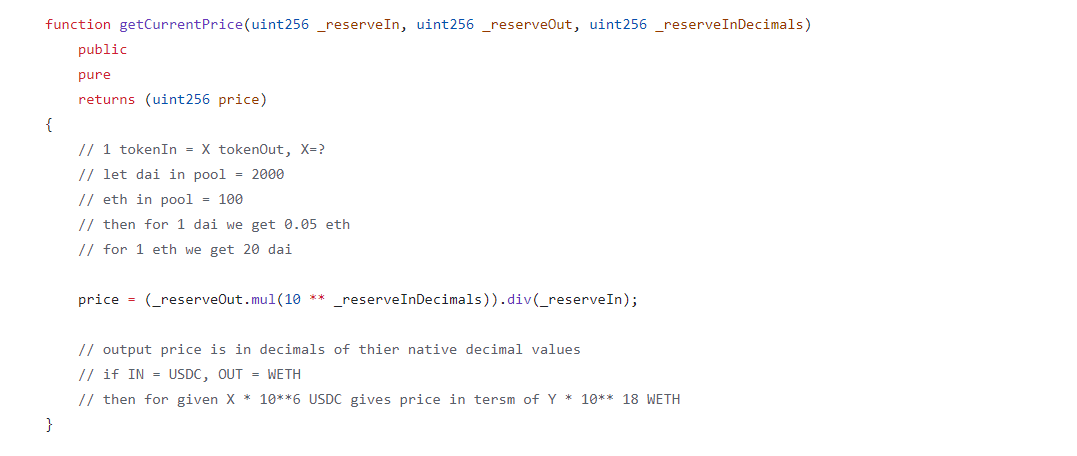 function getCurrentPrice(uint256 _reserveIn, uint256 _reserveOut, uint256 _reserveInDecimals)
public
pure
returns (uint256 price)
{
// 1 tokenIn = X tokenOut, X=?
// let dai in pool = 2000
// eth in pool = 100
// then for 1 dai we get 0.05 eth
// for 1 eth we get 20 dai
price = (_reserveOut.mul(10 ** _reserveInDecimals)).div(_reserveIn);
// output price is in decimals of thier native decimal values
// if IN = USDC, OUT = WETH
// then for given X * 10**6 USDC gives price in tersm of Y * 10** 18 WETH
}